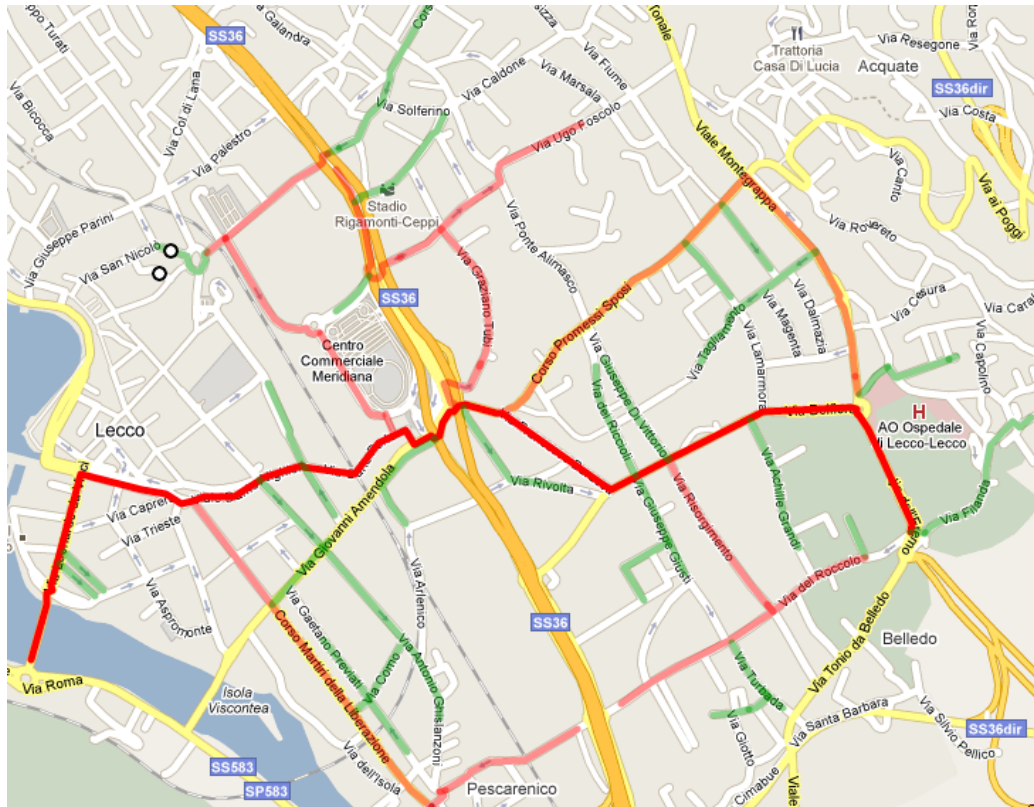 SS36
Via Galandra
Via Fiume
Tonale
Trattoria
Casa Di Lucia
Via Resegone
Acquate
SS36dir
Via Costa
Via Bicocca
Via Col di Lana
Via Solferino
Via Caldone
Via Marsala
Via Palestro
Via Ugo Foscolo
Viale Montegrappa
Via Canto
Via ai Poggi
Stadio
Rigamonti-Ceppi
Via Giuseppe Parini
Via San Nicolo
Via Ponte Alimasco
Via Graziano Tubi
SS36
Via Rovereto
Via Cesura
Via Dalmazia
Via Magenta
Via Tagliamento
Via Lamarmora
Corso Promessi Sposi
Via Capolino
Centro
Commerciale
Meridiana
Via Giuseppe Di Vittorio
Via dei Riccioli
H
AO Ospedale
di Lecco-Lecco
Lecco
Via Rivolta
Via Risorgimento
Via Achille Grandi
Via Filanda
Via Giovanni Amendola
Via Trieste
Via Giuseppe Giusti
Via del Roccolo
Via Aspromonte
Via Arlenico
Via Gaetano Previati
SS36
Belledo
Via Tonio da Belledo
Corso Martiri della Liberazione
Via Como
Via Antonio Ghislanzoni
Via Roma
Isola
Viscontea
Via Turbada
Via Giotto
Via Santa Barbara
Via Silvio Pellico
SS36dir
SS583
SP583
Via dell'Isola
Pescarenico
Cimabue
Viale